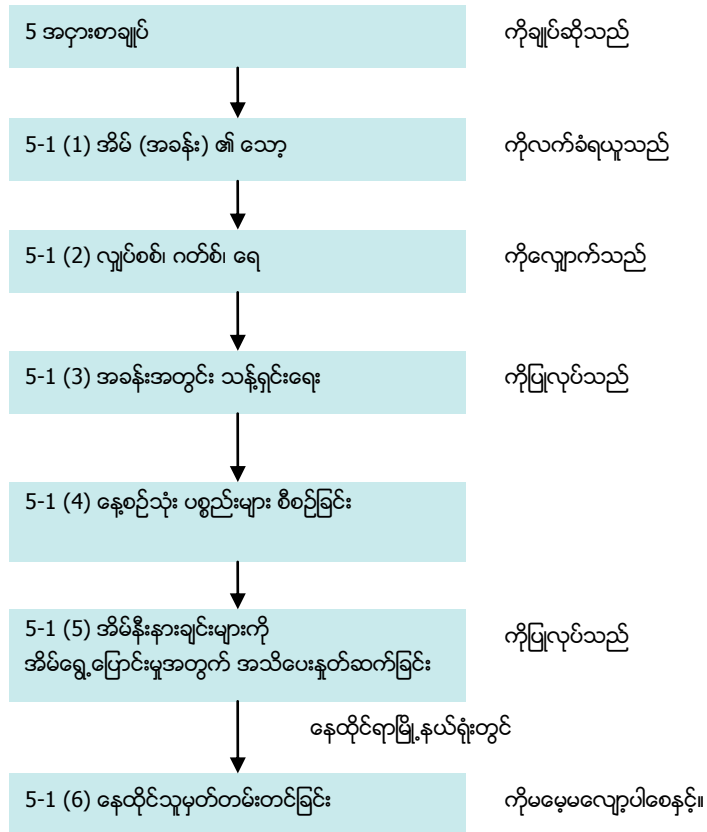 5 အငှားစာချုပ် ကိုချုပ်ဆိုသည်
5-1 (1) အိမ် (အခန်း) ၏ သော့ ကိုလက်ခံရယူသည်
5-1 (2) လျှပ်စစ်၊ ဂတ်စ်၊ ရေ ကိုလျှောက်သည်
5-1 (3) အခန်းအတွင်း သန့်ရှင်းရေး ကိုပြုလုပ်သည်
5-1 (4) နေ့စဉ်သုံး ပစ္စည်းများ စီစဉ်ခြင်း
5-1 (5) အိမ်နီးနားချင်းများကို
အိမ်ရွေ့ပြောင်းမှုအတွက် အသိပေးနှုတ်ဆက်ခြင်း ကိုပြုလုပ်သည်
နေထိုင်ရာမြို့နယ်ရုံးတွင်
5-1 (6) နေထိုင်သူမှတ်တမ်းတင်ခြင်း ကိုမမေ့မလျော့ပါစေနှင့်။